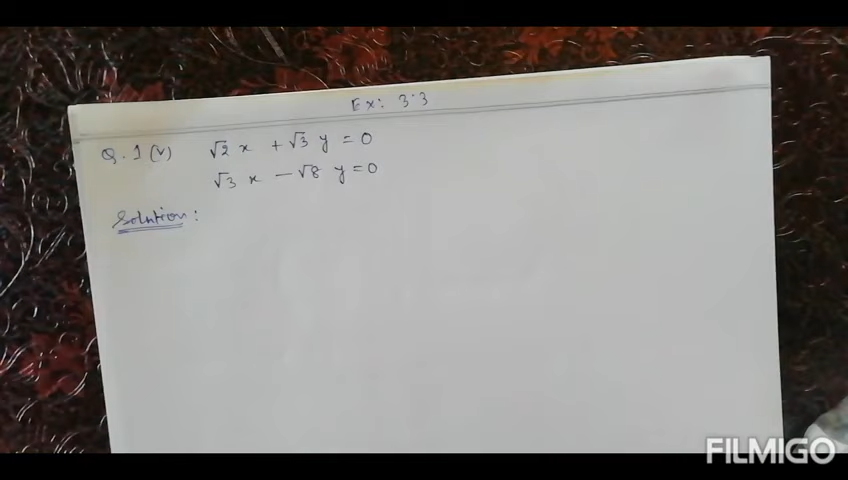 Ex: 3.3
Q.1(v) √2 x + √3 y = 0
√3 x - √8 y = 0
Solution:
FILMIGO